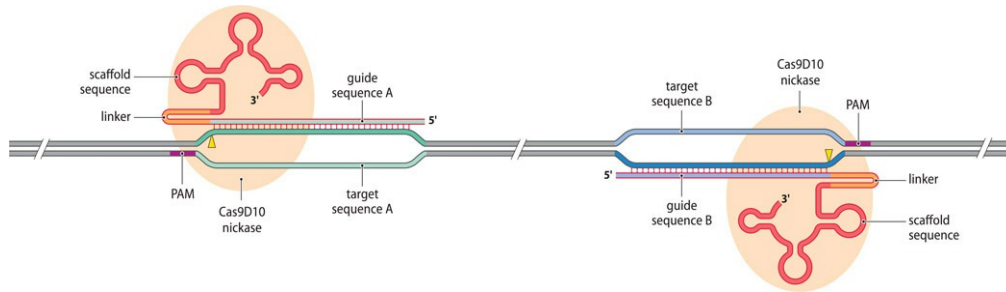 scaffold
sequence
linker
3'
guide
sequence A
5'
PAM
Cas9D10
nickase
target
sequence A
target
sequence B
Cas9D10
nickase
PAM
5'
guide
sequence B
3'
linker
scaffold
sequence